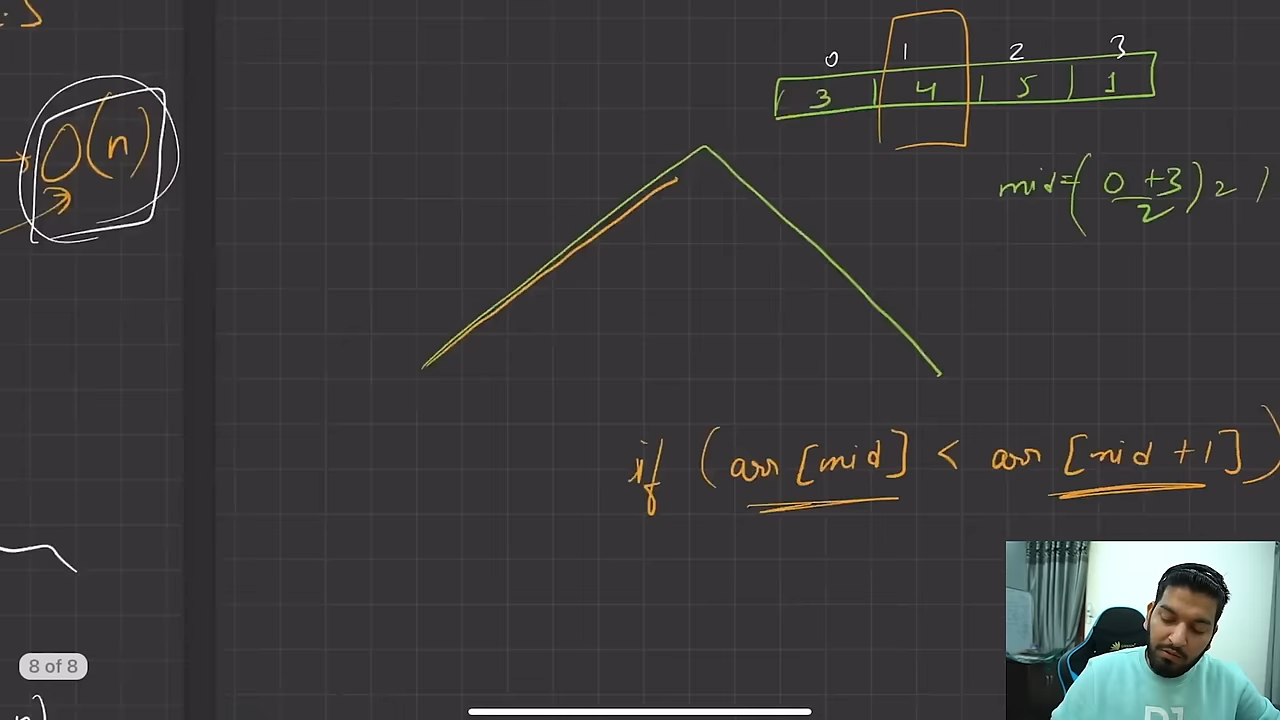 O(n)
0 1 2 3
3 4 5 1
mid = (0 + 3 / 2) = 1
if (arr [mid] < arr [mid + 1])
8 of 8